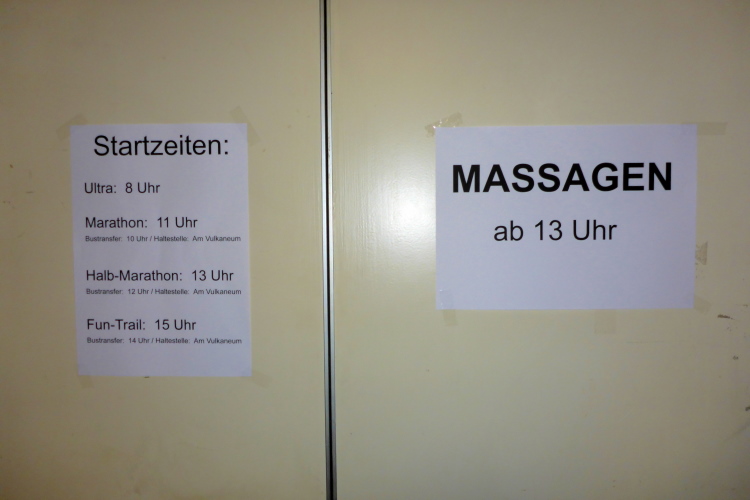 Startzeiten:
Ultra: 8 Uhr
Marathon: 11 Uhr
Bustransfer: 10 Uhr / Haltestelle: Am Vulkaneum
Halb-Marathon: 13 Uhr
Bustransfer: 12 Uhr / Haltestelle: Am Vulkaneum
Fun-Trail: 15 Uhr
Bustransfer: 14 Uhr / Haltestelle: Am Vulkaneum
MASSAGEN
ab 13 Uhr